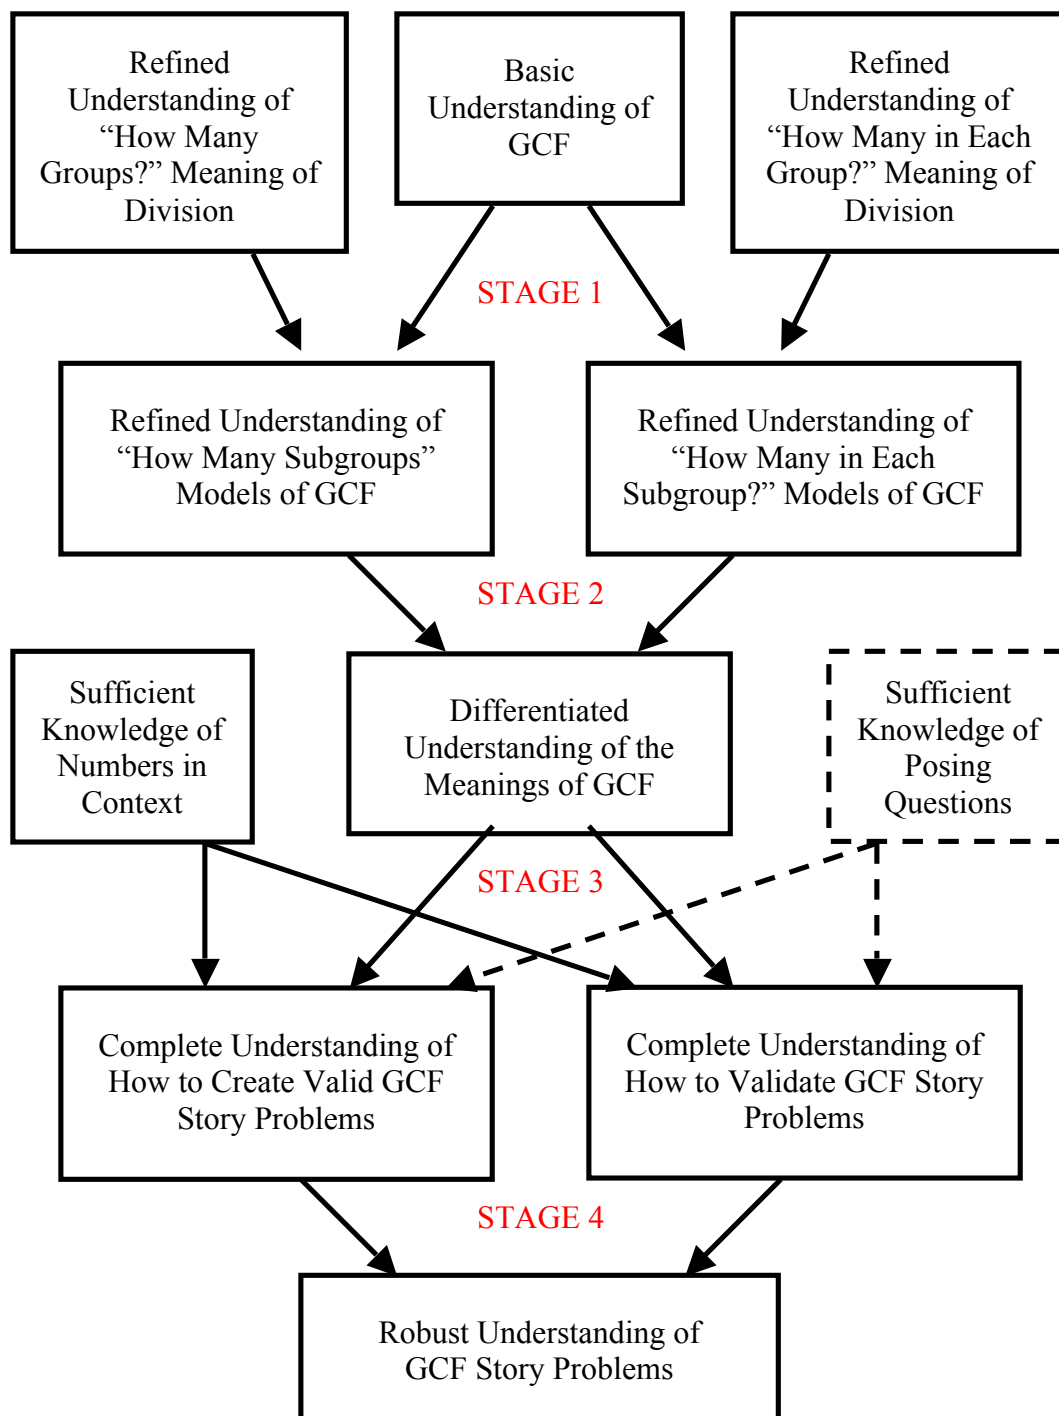 Refined
Understanding of
“How Many
Groups?” Meaning of
Division
Basic
Understanding of
GCF
Refined
Understanding of
“How Many in Each
Group?” Meaning of
Division
STAGE 1
Refined Understanding of
“How Many Subgroups”
Models of GCF
Refined Understanding of
“How Many in Each
Subgroup?” Models of GCF
STAGE 2
Sufficient
Knowledge of
Numbers in
Context
Differentiated
Understanding of the
Meanings of GCF
Sufficient
Knowledge of
Posing
Questions
STAGE 3
Complete Understanding of
How to Create Valid GCF
Story Problems
Complete Understanding of
How to Validate GCF Story
Problems
STAGE 4
Robust Understanding of
GCF Story Problems